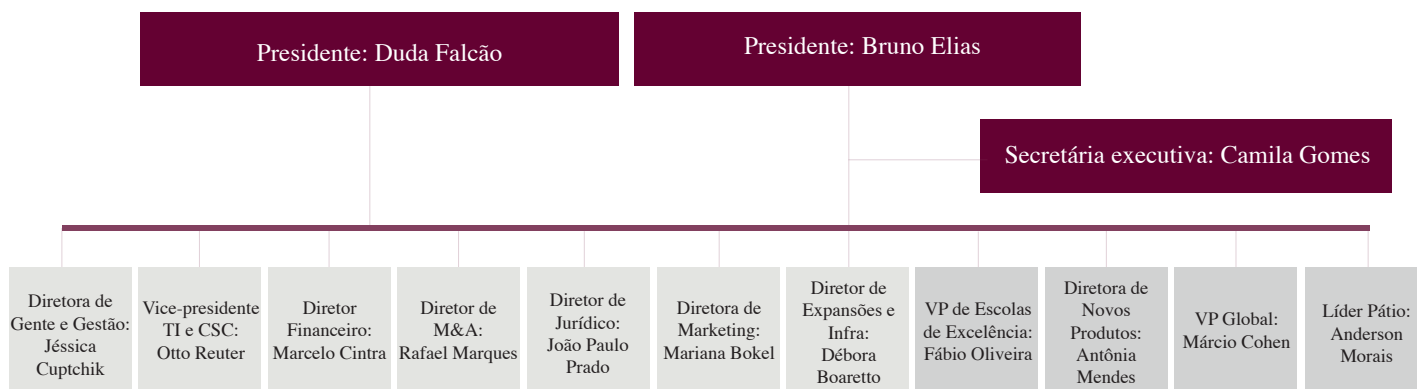 Presidente: Duda Falcão
Presidente: Bruno Elias
Secretária executiva: Camila Gomes
Diretora de
Gente e Gestão:
Jéssica
Cuptchik
Vice-presidente
TI e CSC:
Otto Reuter
Diretor
Financeiro:
Marcelo Cintra
Diretor de
M&A:
Rafael Marques
Diretor de
Jurídico:
João Paulo
Prado
Diretora de
Marketing:
Mariana Bokel
Diretor de
Expansões e
Infra:
Débora
Boaretto
VP de Escolas
de Excelência:
Fábio Oliveira
Diretora de
Novos
Produtos:
Antônia
Mendes
VP Global:
Márcio Cohen
Líder Pátio:
Anderson
Morais